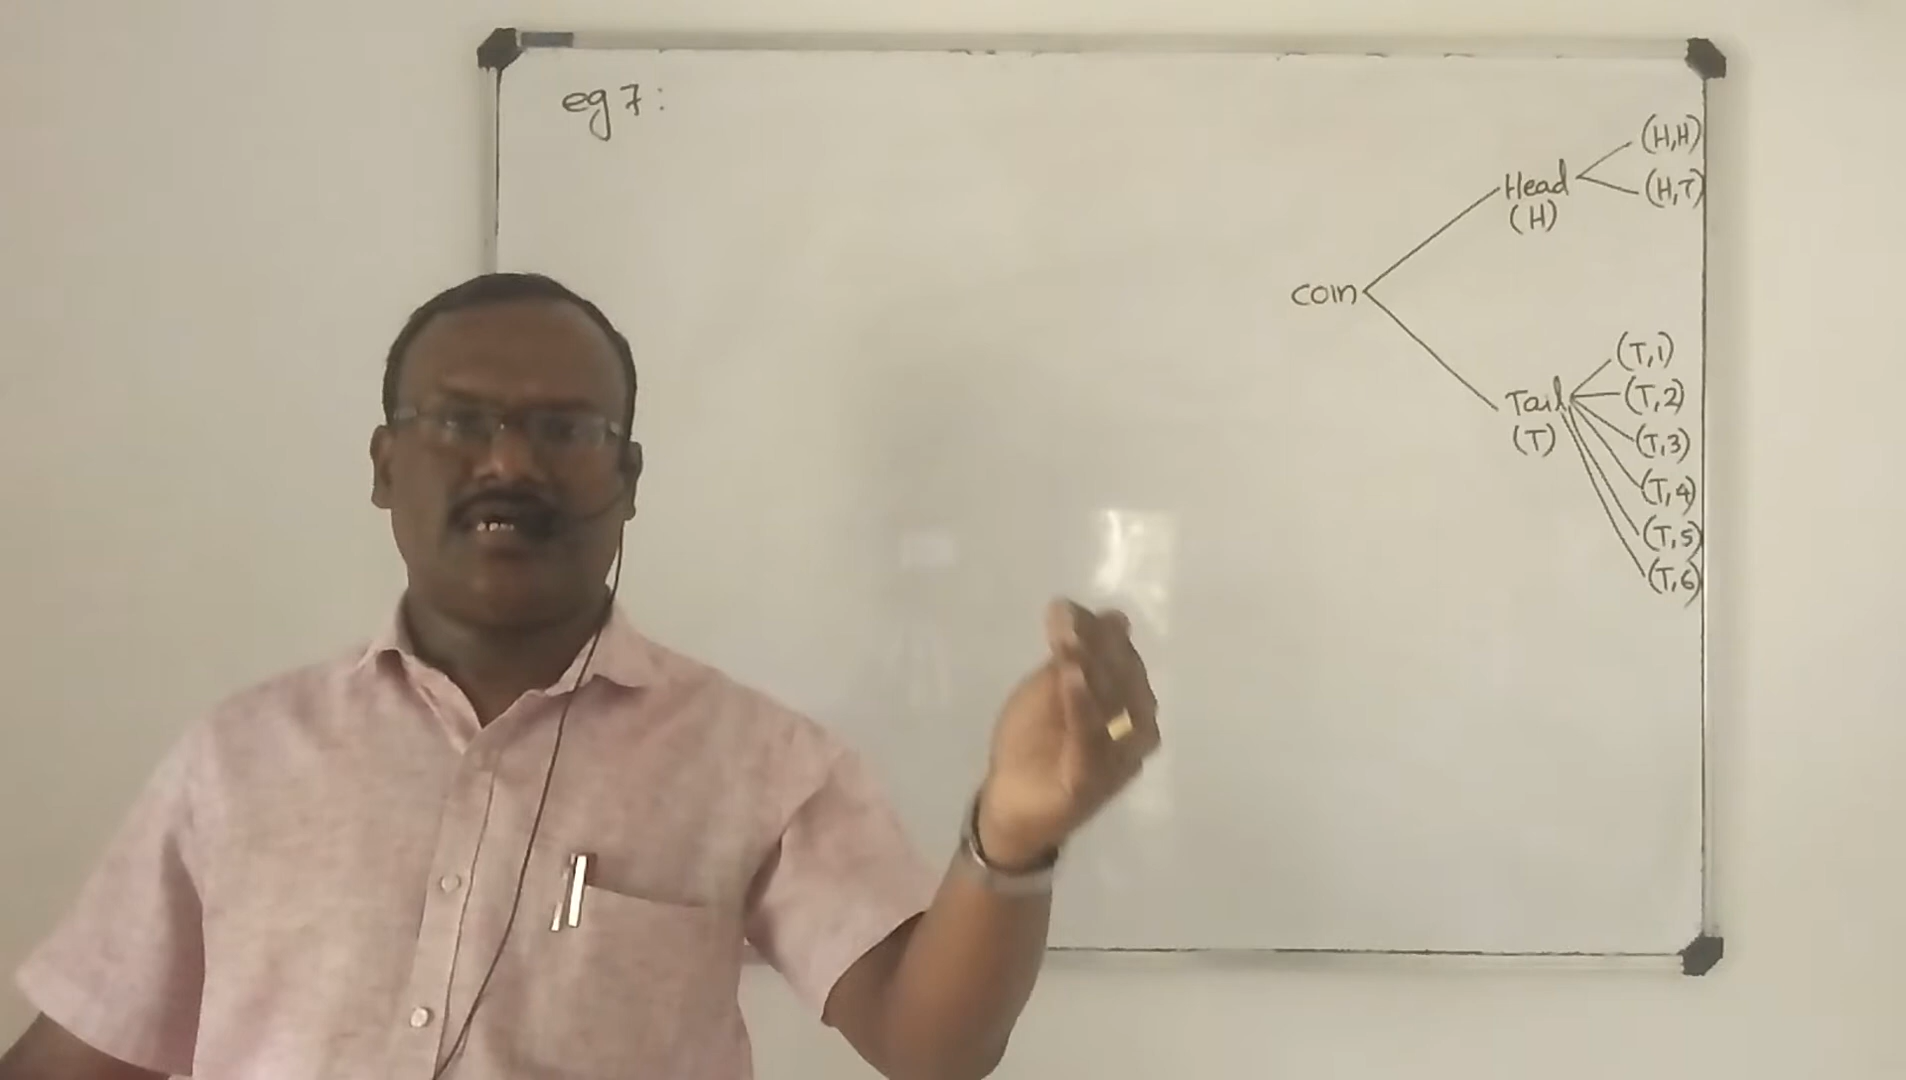 eg 7:
(H,H)
Head
(H,T)
(H)
coin
(T,1)
Tail
(T,2)
(T)
(T,3)
(T,4)
(T,5)
(T,6)